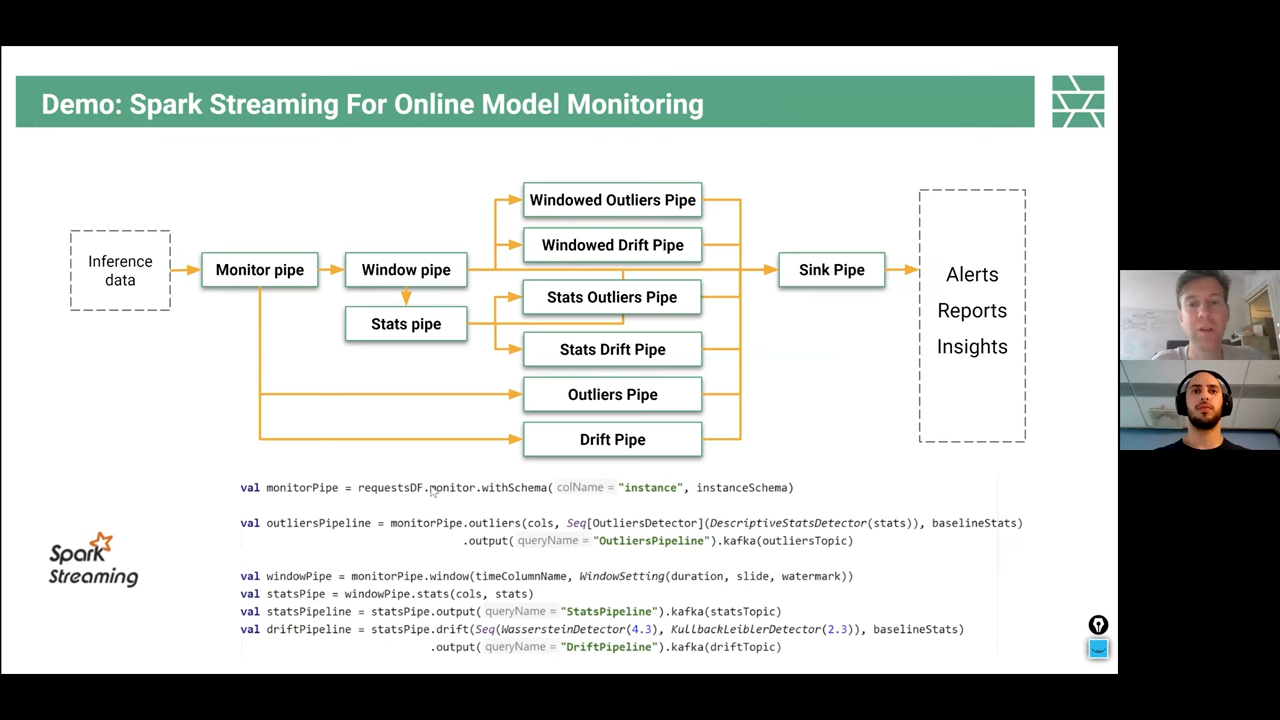 Demo: Spark Streaming For Online Model Monitoring
Inference
data
Monitor pipe
Window pipe
Stats pipe
Windowed Outliers Pipe
Windowed Drift Pipe
Stats Outliers Pipe
Stats Drift Pipe
Outliers Pipe
Drift Pipe
Sink Pipe
Alerts
Reports
Insights
val monitorPipe = requestsDF.monitor.withSchema( colName = "instance", instanceSchema)
val outliersPipeline = monitorPipe.outliers(cols, Seq[OutliersDetector](DescriptiveStatsDetector(stats)), baselineStats)
.output( queryName = "OutliersPipeline").kafka(outliersTopic)
val windowPipe = monitorPipe.window(timeColumnName, WindowSetting(duration, slide, watermark))
val statsPipe = windowPipe.stats(cols, stats)
val statsPipeline = statsPipe.output( queryName = "StatsPipeline").kafka(statsTopic)
val driftPipeline = statsPipe.drift(Seq(WassersteinDetector(4.3), KullbackLeiblerDetector(2.3)), baselineStats)
.output( queryName = "DriftPipeline").kafka(driftTopic)
Spark
Streaming